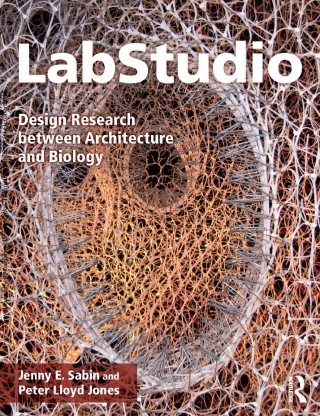 LabStudio
Design Research
between Architecture
and Biology
Jenny E. Sabin and
Peter Lloyd Jones